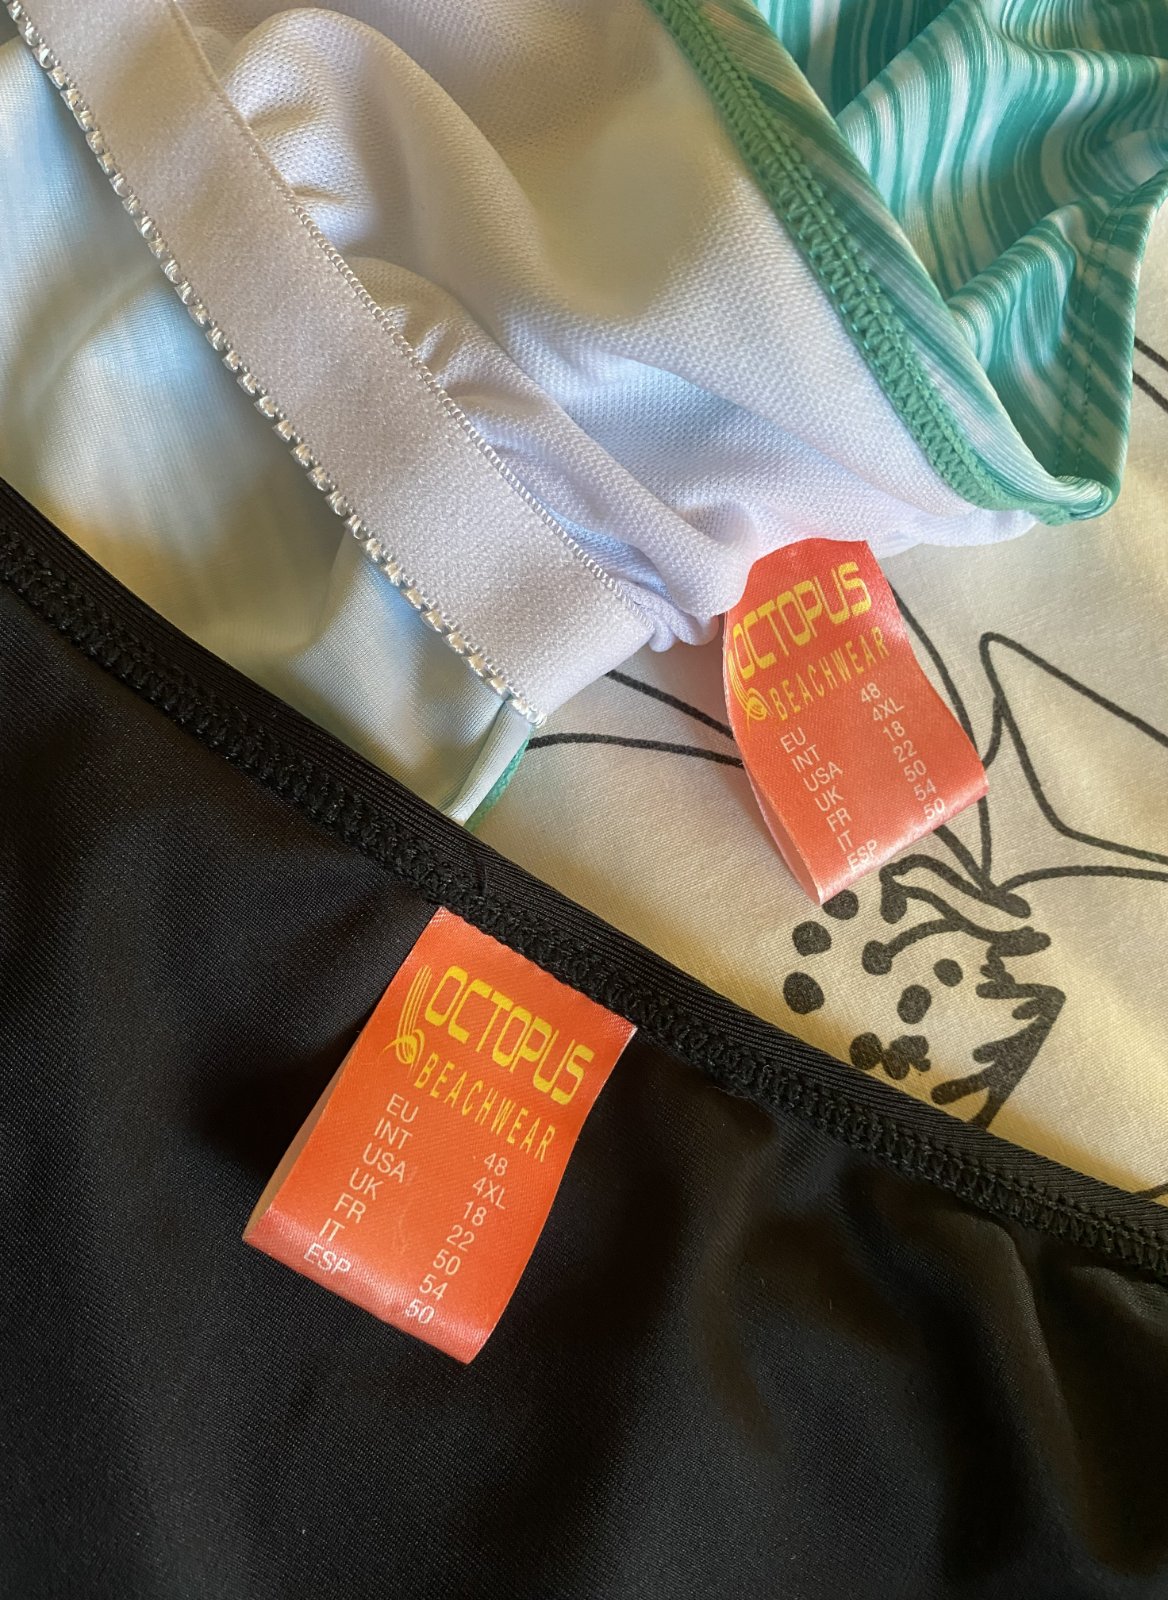 OCTOPUS
BEACHWEAR
EU 48
INT 4XL
USA 18
UK 22
FR 50
IT 54
ESP 50
OCTOPUS
BEACHWEAR
EU 48
INT 4XL
USA 18
UK 22
FR 50
IT 54
ESP 50